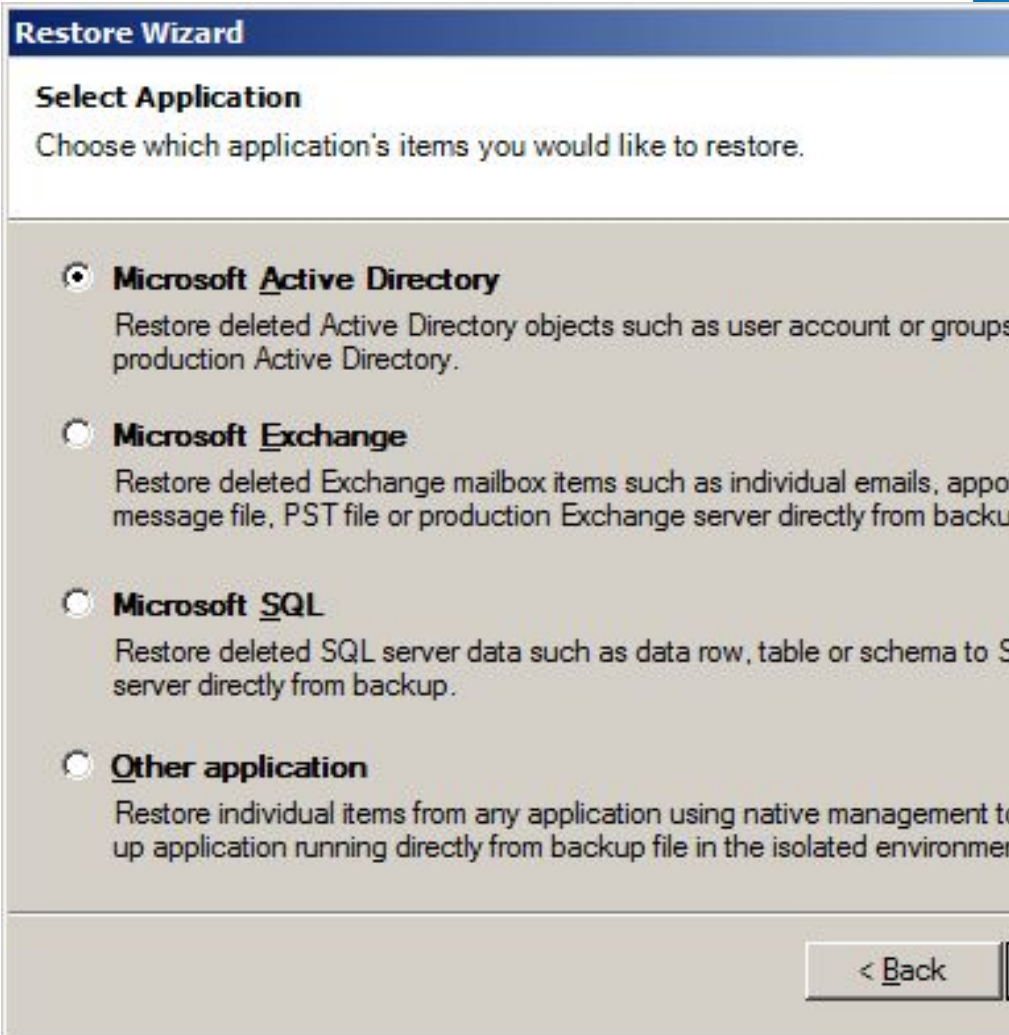 Restore Wizard
Select Application
Choose which application's items you would like to restore.
Microsoft Active Directory
Restore deleted Active Directory objects such as user account or groups
production Active Directory.
Microsoft Exchange
Restore deleted Exchange mailbox items such as individual emails,
message file, PST file or production Exchange server directly from
Microsoft SQL
Restore deleted SQL server data such as data row, table or schema to
server directly from backup.
Other application
Restore individual items from any application using native management
up application running directly from backup file in the isolated
< Back